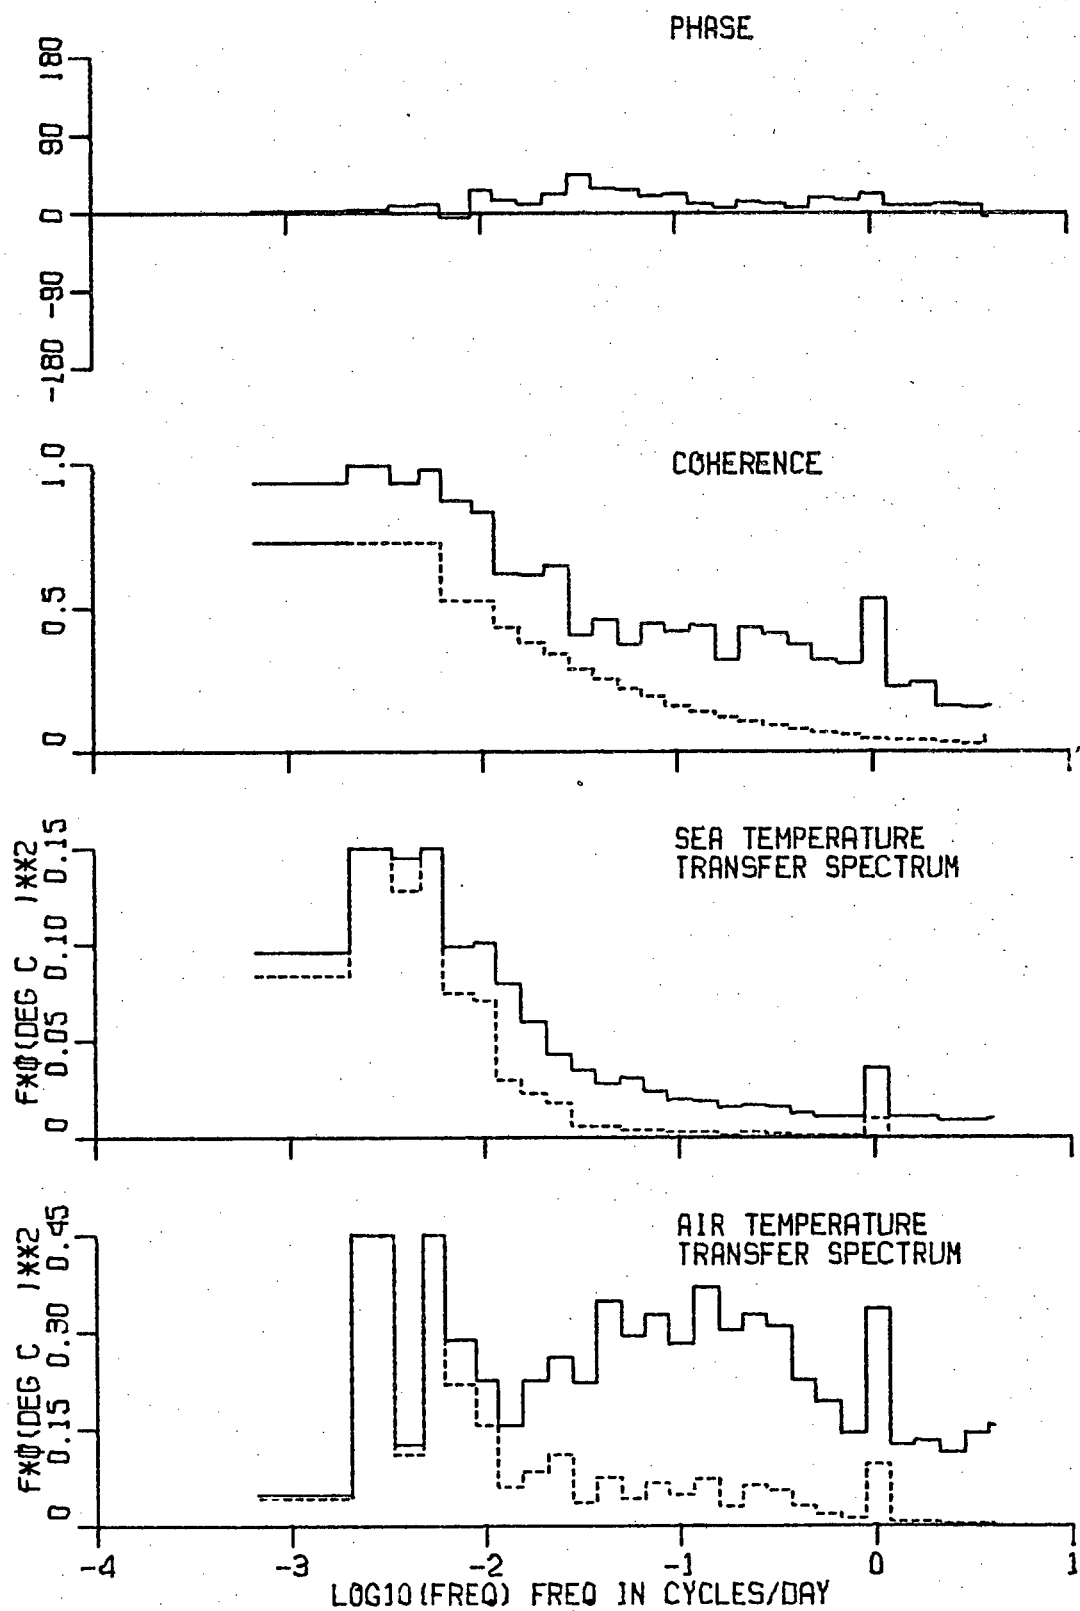 PHASE
180
90
0
-90
-180
COHERENCE
1.0
0.5
0
SEA TEMPERATURE
TRANSFER SPECTRUM
F*Φ(DEG C )**2
0.15
0.10
0.05
0
AIR TEMPERATURE
TRANSFER SPECTRUM
F*Φ(DEG C )**2
0.45
0.30
0.15
0
-4 -3 -2 -1 0 1
LOG10(FREQ) FREQ IN CYCLES/DAY